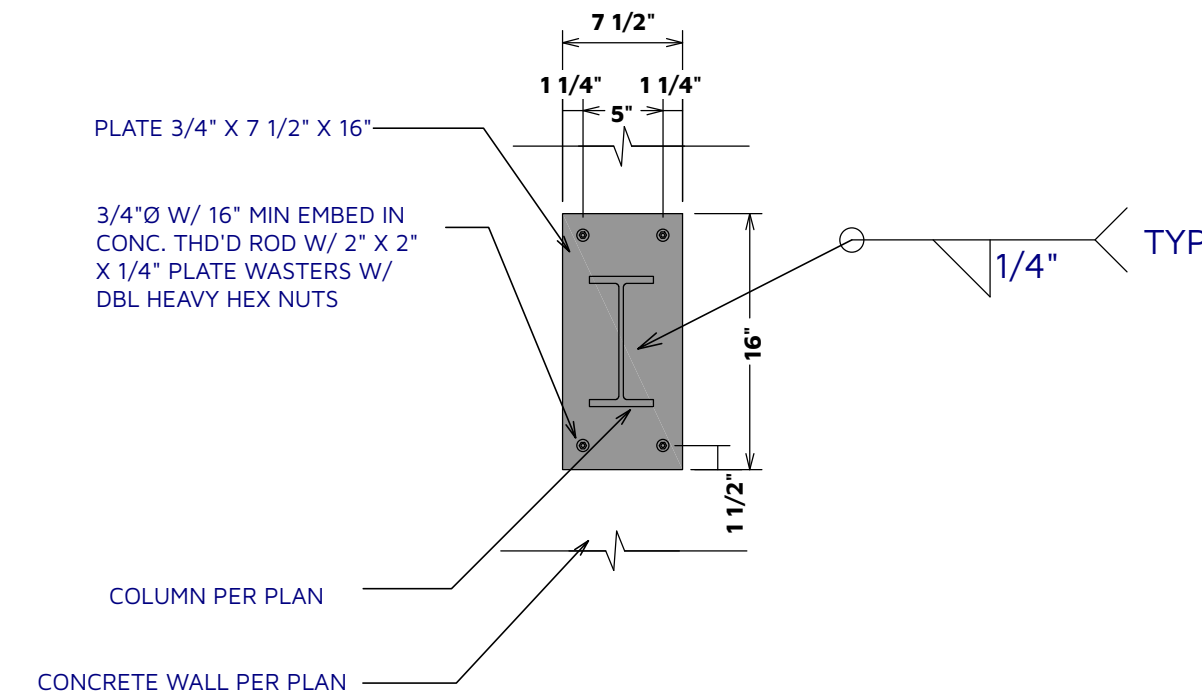 7 1/2"
1 1/4" 1 1/4"
5"
PLATE 3/4" X 7 1/2" X 16"
3/4"Ø W/ 16" MIN EMBED IN
CONC. THD'D ROD W/ 2" X 2"
X 1/4" PLATE WASTERS W/
DBL HEAVY HEX NUTS
TYP
1/4"
16"
1 1/2"
COLUMN PER PLAN
CONCRETE WALL PER PLAN